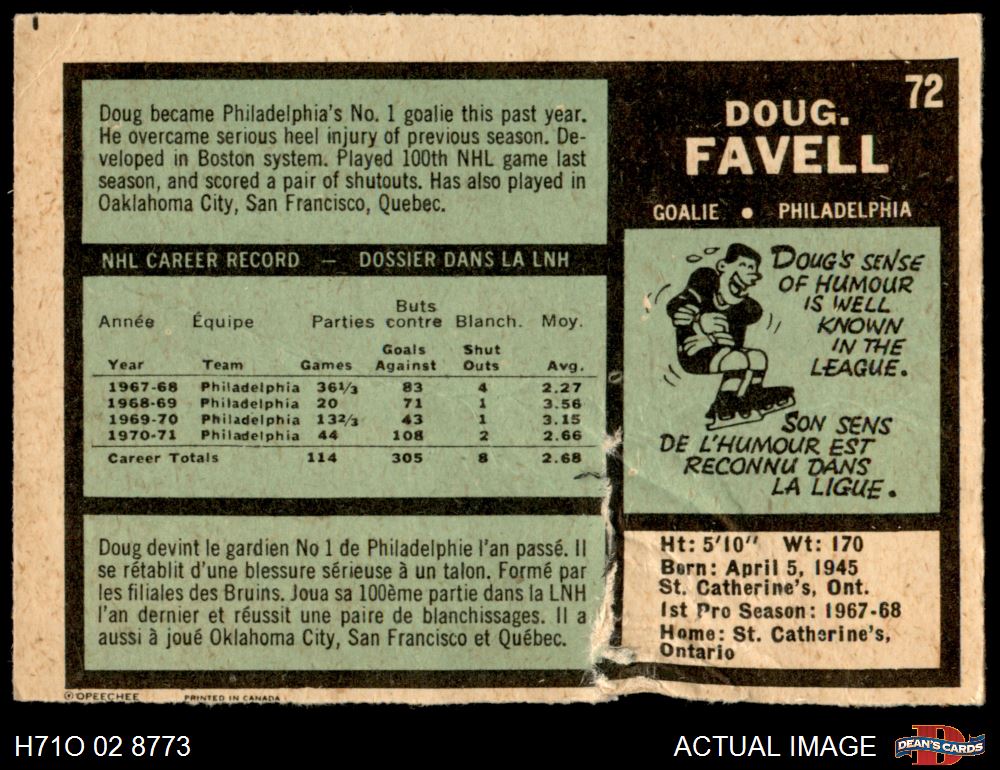 72
DOUG.
FAVELL
GOALIE • PHILADELPHIA
Doug became Philadelphia's No. 1 goalie this past year.
He overcame serious heel injury of previous season. De-
veloped in Boston system. Played 100th NHL game last
season, and scored a pair of shutouts. Has also played in
Oaklahoma City, San Francisco, Quebec.
NHL CAREER RECORD — DOSSIER DANS LA LNH
Année Équipe Parties Buts contre Blanch. Moy.
Year Team Games Goals Against Shut Outs Avg.
1967-68 Philadelphia 36⅓ 83 4 2.27
1968-69 Philadelphia 20 71 1 3.56
1969-70 Philadelphia 13⅔ 43 1 3.15
1970-71 Philadelphia 44 108 2 2.66
Career Totals 114 305 8 2.68
Doug devint le gardien No 1 de Philadelphie l'an passé. Il
se rétablit d'une blessure sérieuse à un talon. Formé par
les filiales des Bruins. Joua sa 100ème partie dans la LNH
l'an dernier et réussit une paire de blanchissages. Il a
aussi à joué Oklahoma City, San Francisco et Québec.
DOUG'S SENSE
OF HUMOUR
IS WELL
KNOWN
IN THE
LEAGUE.
SON SENS
DE L'HUMOUR EST
RECONNU DANS
LA LIGUE.
Ht: 5'10" Wt: 170
Born: April 5, 1945
St. Catherine's, Ont.
1st Pro Season: 1967-68
Home: St. Catherine's,
Ontario
© OPEECHEE PRINTED IN CANADA
H71O 02 8773
ACTUAL IMAGE
D
DEAN'S CARDS